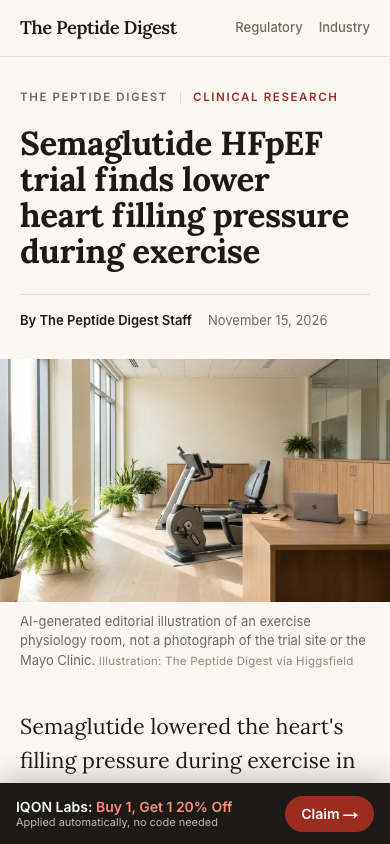 The Peptide Digest
Regulatory Industry
THE PEPTIDE DIGEST | CLINICAL RESEARCH
Semaglutide HFpEF
trial finds lower
heart filling pressure
during exercise
By The Peptide Digest Staff November 15, 2026
AI-generated editorial illustration of an exercise
physiology room, not a photograph of the trial site or the
Mayo Clinic. Illustration: The Peptide Digest via Higgsfield
Semaglutide lowered the heart's
filling pressure during exercise in
IQON Labs: Buy 1, Get 1 20% Off
Applied automatically, no code needed
Claim →